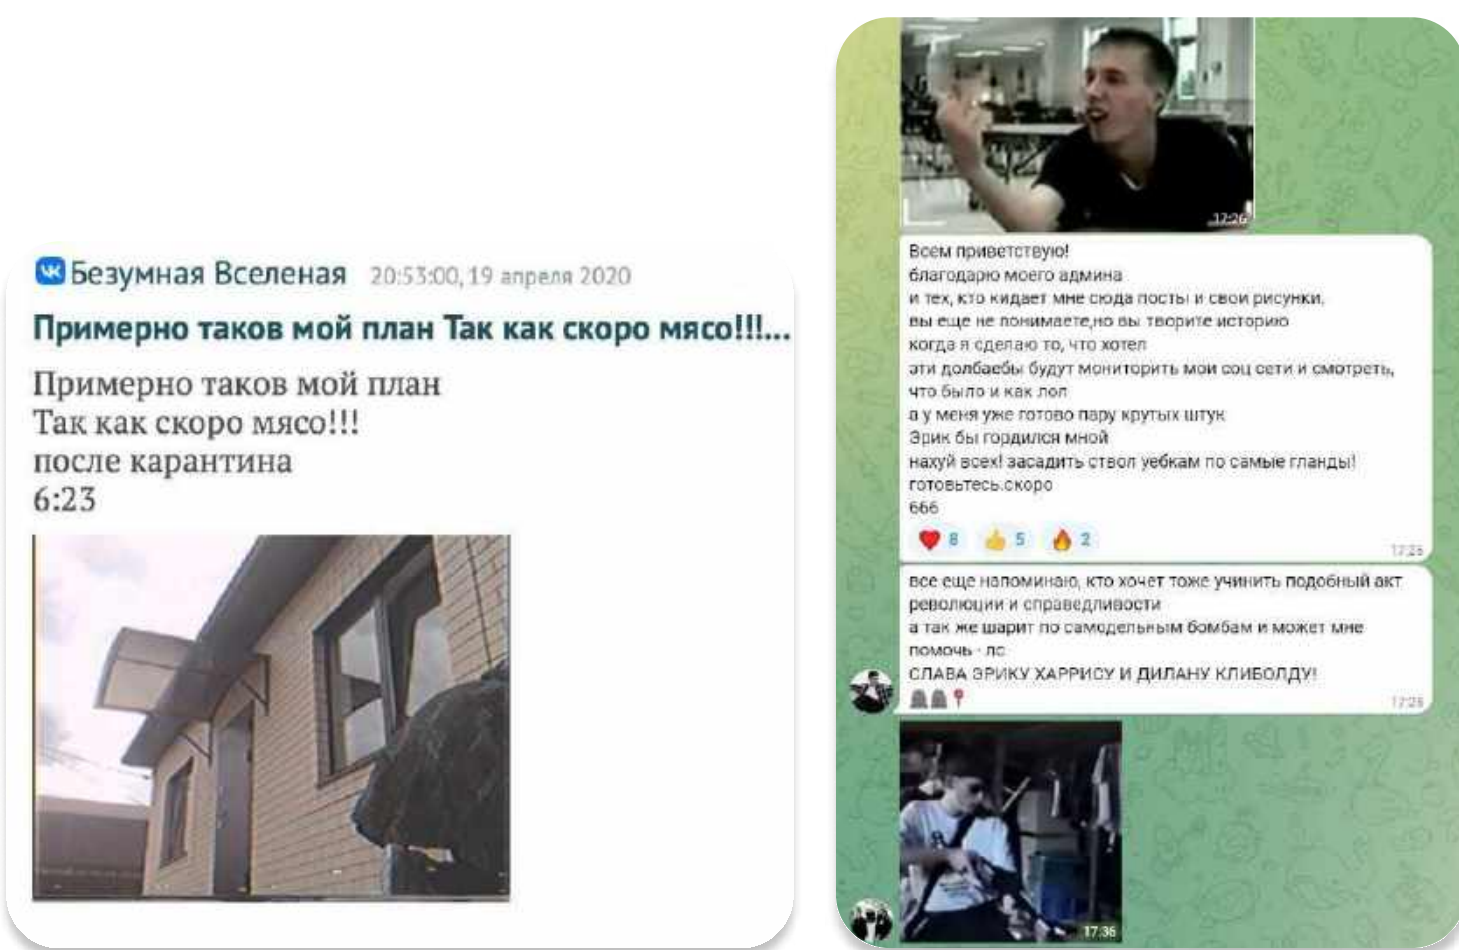 Безумная Вселеная 20:53:00, 19 апреля 2020
Примерно таков мой план Так как скоро мясо!!!...
Примерно таков мой план
Так как скоро мясо!!!
после карантина
6:23
17:26
Всем приветствую!
благодарю моего админа
и тех, кто кидает мне сюда посты и свои рисунки,
вы еще не понимаете,но вы творите историю
когда я сделаю то, что хотел
эти долбаебы будут мониторить мои соц сети и смотреть,
что было и как лол
а у меня уже готово пару крутых штук
Эрик бы гордился мной
нахуй всех! засадить ствол уебкам по самые гланды!
готовьтесь.скоро
666
8 5 2
17:26
все еще напоминаю, кто хочет тоже учинить подобный акт
революции и справедливости
а так же шарит по самодельным бомбам и может мне
помочь - лс
СЛАВА ЭРИКУ ХАРРИСУ И ДИЛАНУ КЛИБОЛДУ!
17:28
17:36